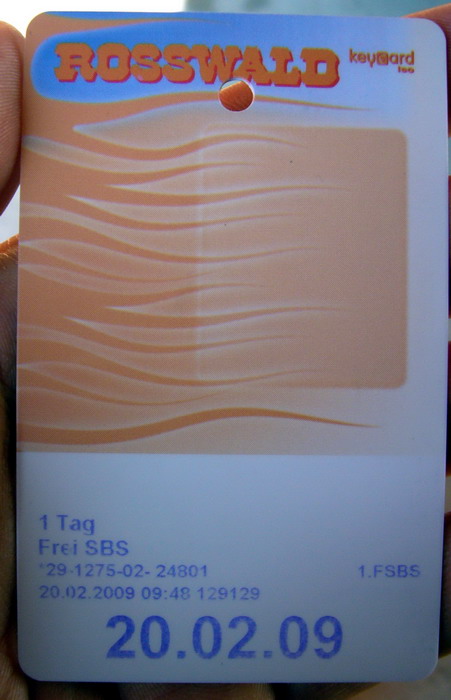 ROSSWALD
keycard
1 Tag
Frei SBS
*29-1275-02- 24801 1.FSBS
20.02.2009 09:48 129129
20.02.09